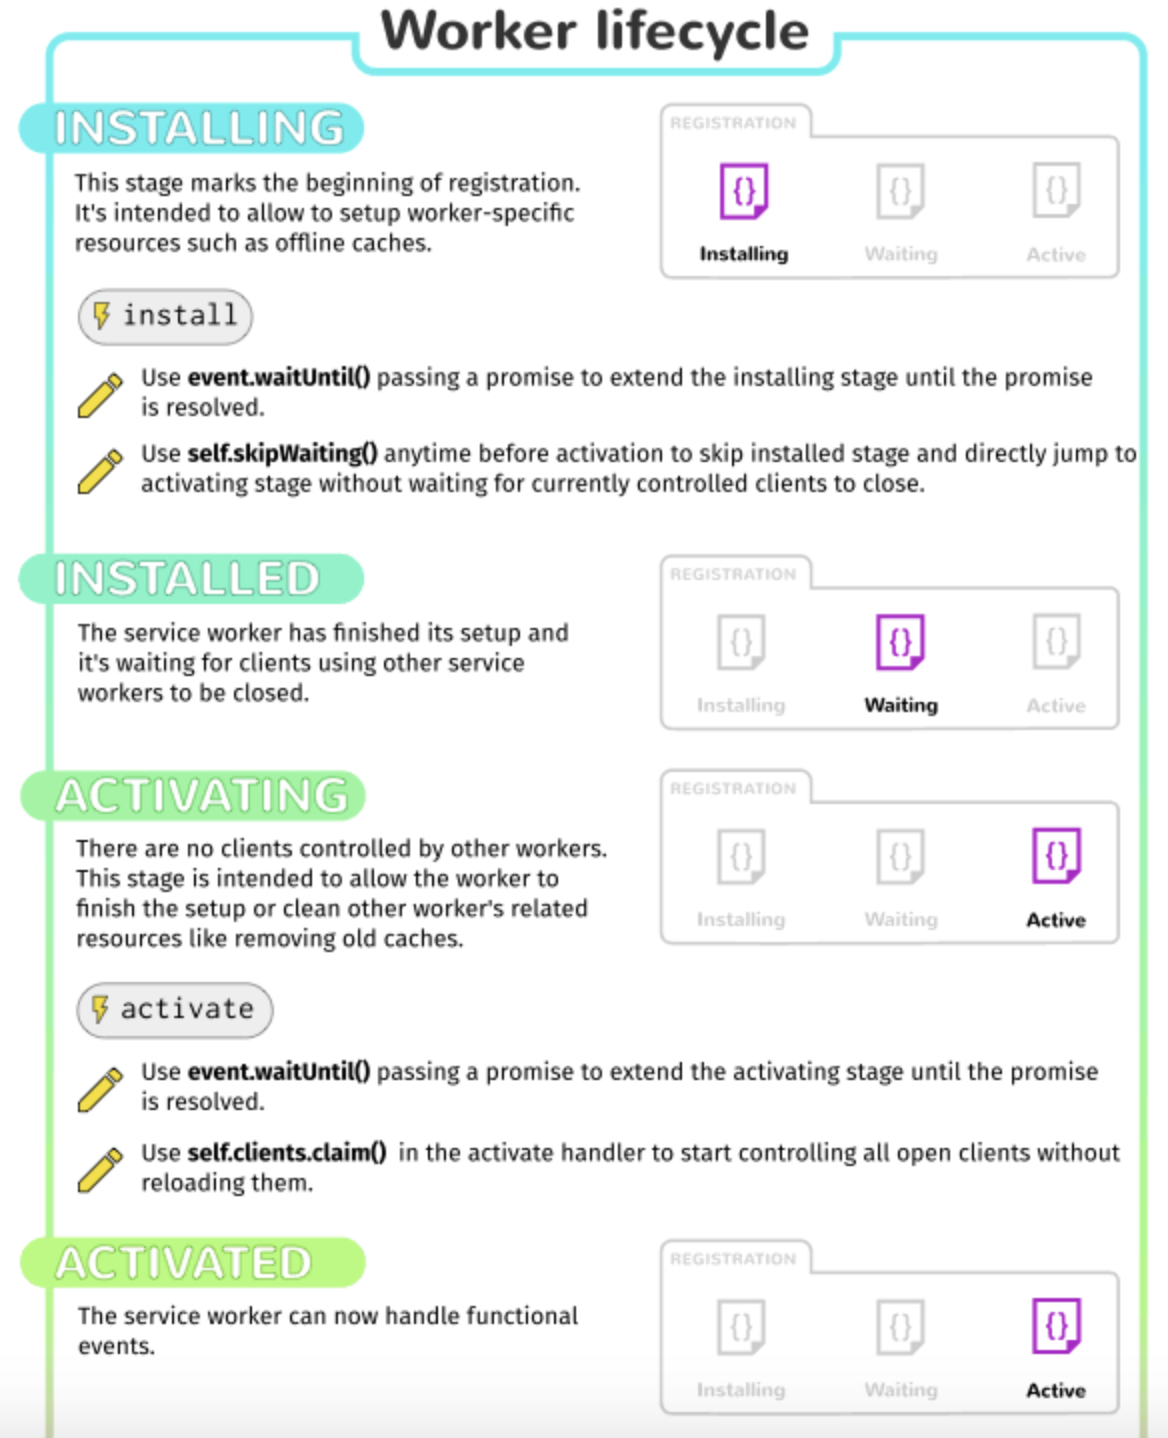 Worker lifecycle
INSTALLING
This stage marks the beginning of registration.
It's intended to allow to setup worker-specific
resources such as offline caches.
REGISTRATION
{}
{}
{}
Installing
Waiting
Active
install
Use event.waitUntil() passing a promise to extend the installing stage until the promise
is resolved.
Use self.skipWaiting() anytime before activation to skip installed stage and directly jump to
activating stage without waiting for currently controlled clients to close.
INSTALLED
The service worker has finished its setup and
it's waiting for clients using other service
workers to be closed.
REGISTRATION
{}
{}
{}
Installing
Waiting
Active
ACTIVATING
There are no clients controlled by other workers.
This stage is intended to allow the worker to
finish the setup or clean other worker's related
resources like removing old caches.
REGISTRATION
{}
{}
{}
Installing
Waiting
Active
activate
Use event.waitUntil() passing a promise to extend the activating stage until the promise
is resolved.
Use self.clients.claim() in the activate handler to start controlling all open clients without
reloading them.
ACTIVATED
The service worker can now handle functional
events.
REGISTRATION
{}
{}
{}
Installing
Waiting
Active